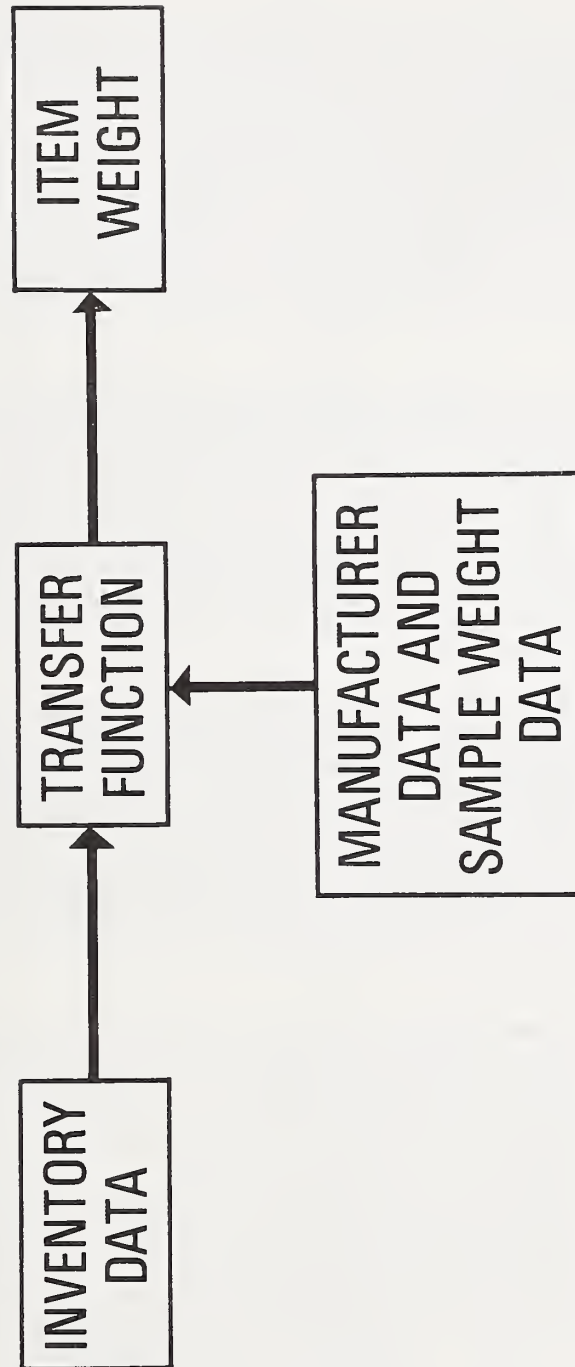 INVENTORY
DATA
TRANSFER
FUNCTION
ITEM
WEIGHT
MANUFACTURER
DATA AND
SAMPLE WEIGHT
DATA